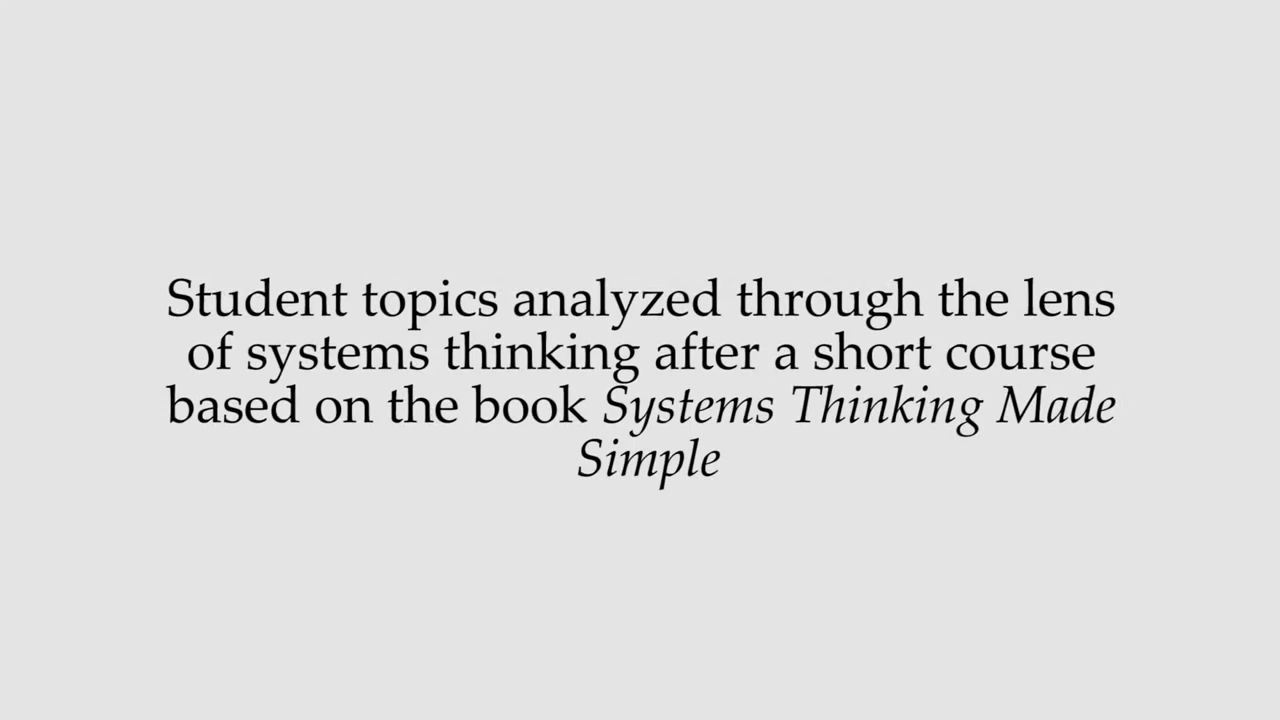 Student topics analyzed through the lens
of systems thinking after a short course
based on the book Systems Thinking Made
Simple